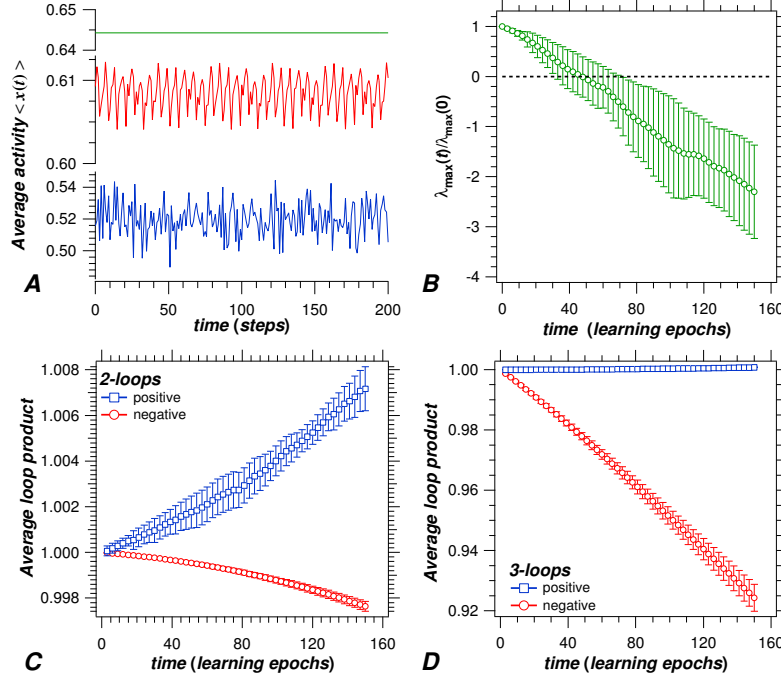 0.65
0.64
0.61
0.60
0.54
0.52
0.50
Average activity < x(t) >
0
50
100
150
200
time (steps)
A
1
0
-1
-2
-3
-4
λmax(t)/λmax(0)
0
40
80
120
160
time (learning epochs)
B
1.008
1.006
1.004
1.002
1.000
0.998
Average loop product
2-loops
positive
negative
0
40
80
120
160
time (learning epochs)
C
1.00
0.98
0.96
0.94
0.92
Average loop product
3-loops
positive
negative
0
40
80
120
160
time (learning epochs)
D